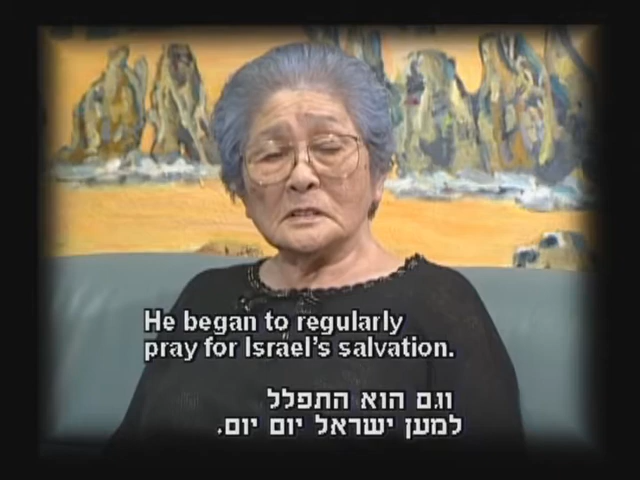 He began to regularly
pray for Israel's salvation.
וגם הוא התפלל
למען ישראל יום יום.